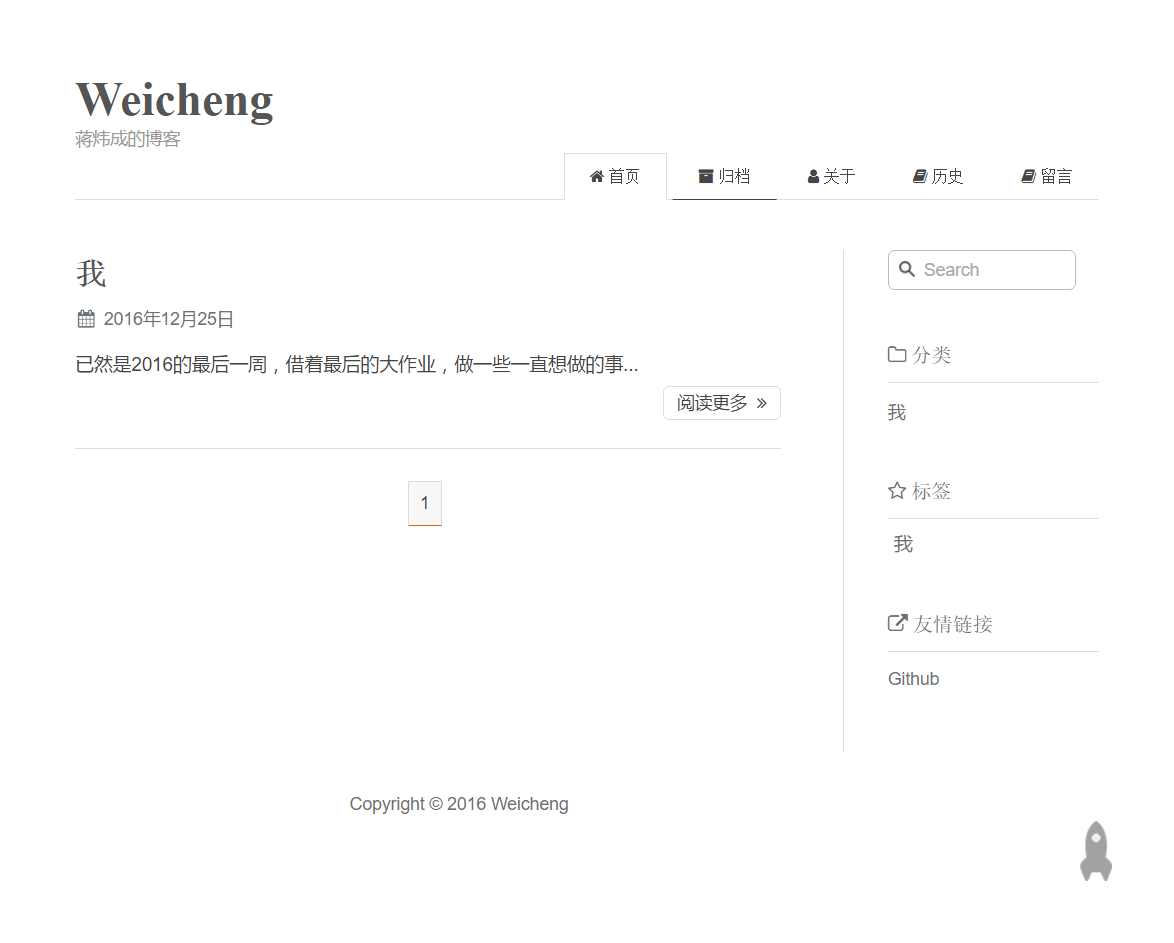 Weicheng
蒋炜成的博客
首页 归档 关于 历史 留言
我
2016年12月25日
已然是2016的最后一周，借着最后的大作业，做一些一直想做的事...
阅读更多 »
1
Search
分类
我
标签
我
友情链接
Github
Copyright © 2016 Weicheng